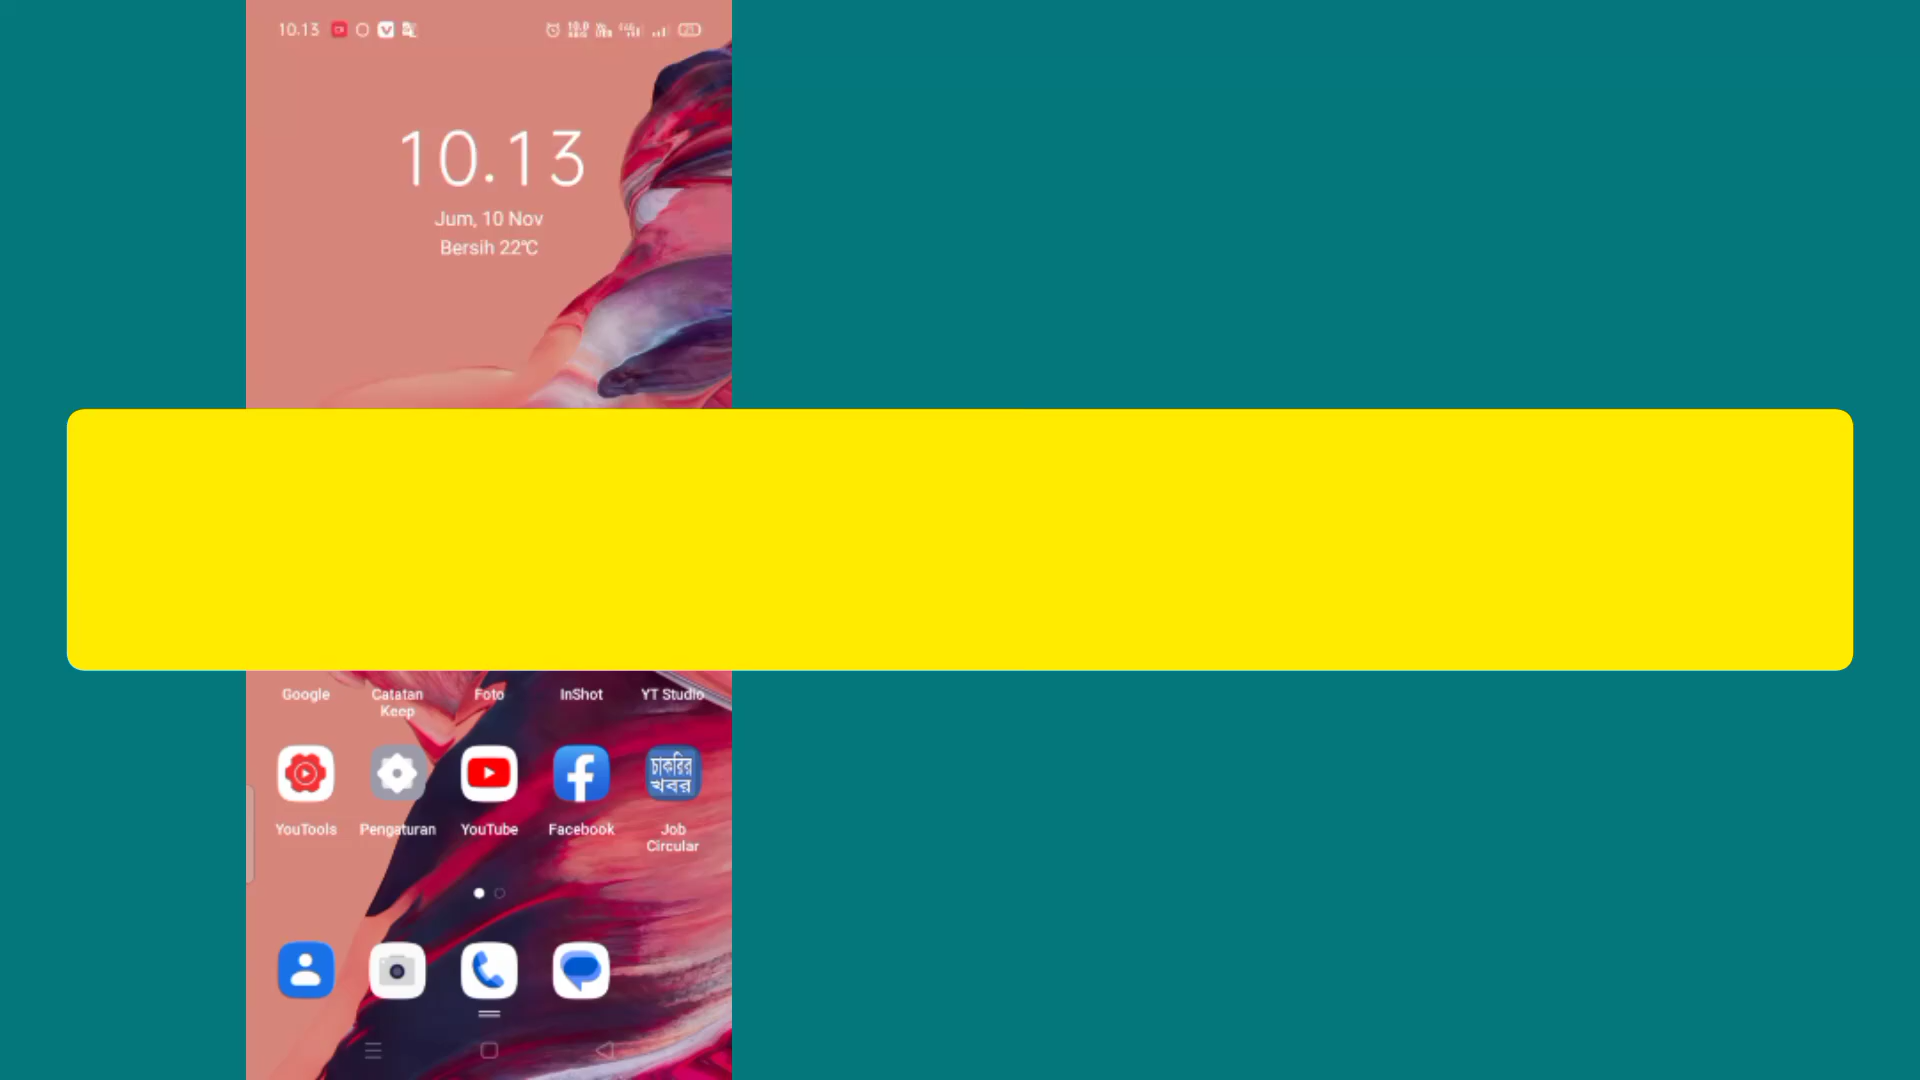 10.13
10.13
Jum, 10 Nov
Bersih 22°C
Google Catatan Keep Foto InShot YT Studio
চাকরির খবর
YouTools Pengaturan YouTube Facebook Job Circular